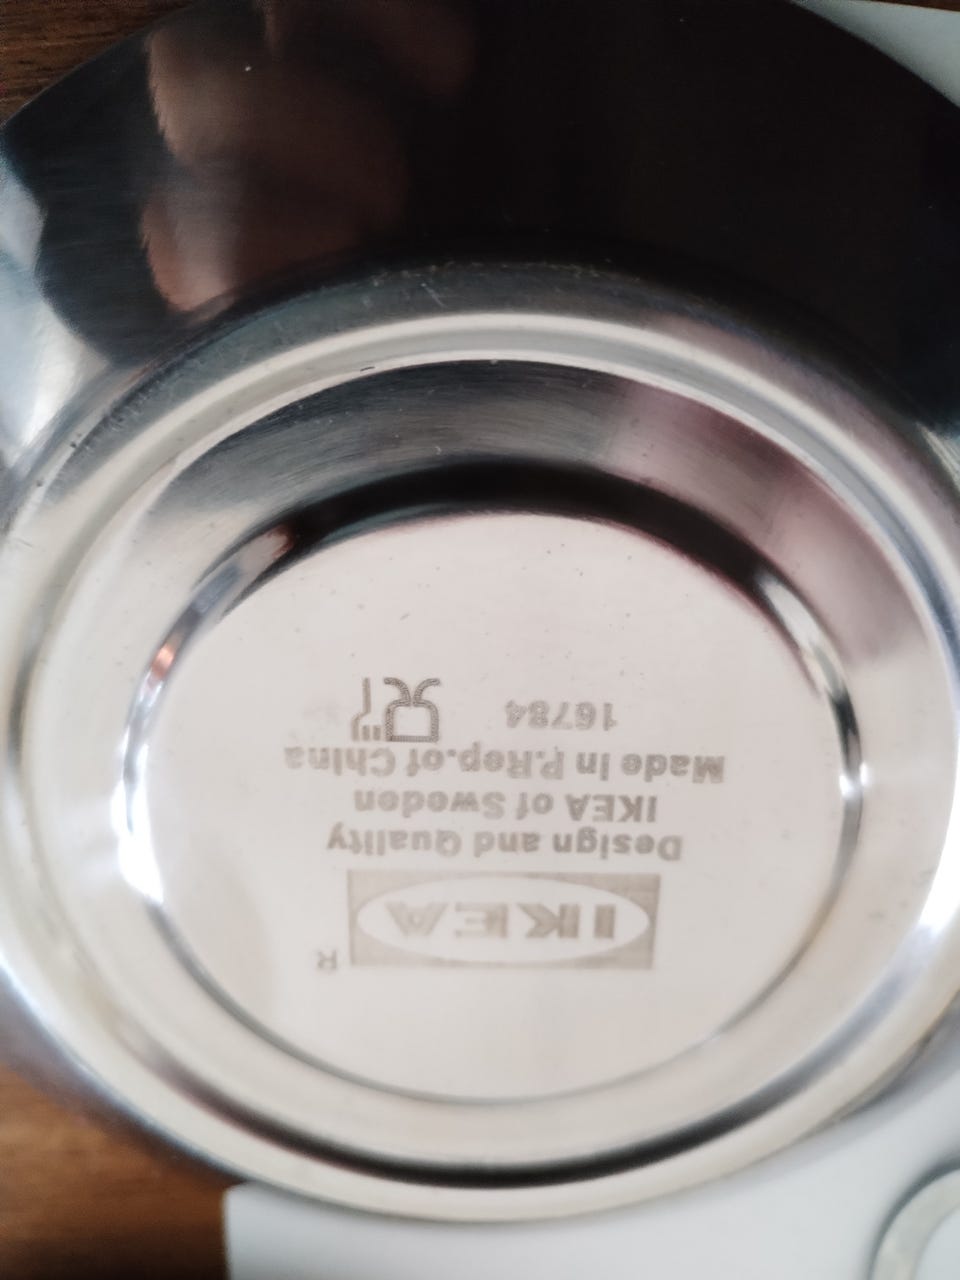 IKEA
R
Design and Quality
IKEA of Sweden
Made in P.Rep.of China
16784